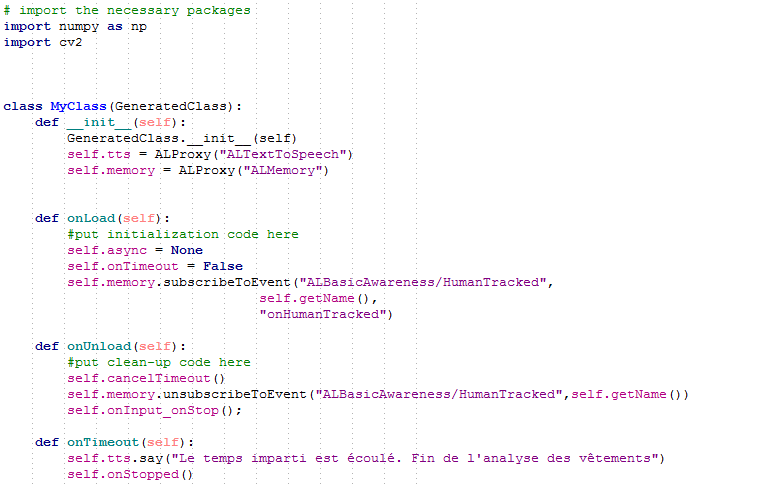 # import the necessary packages
import numpy as np
import cv2
class MyClass(GeneratedClass):
    def __init__(self):
        GeneratedClass.__init__(self)
        self.tts = ALProxy("ALTextToSpeech")
        self.memory = ALProxy("ALMemory")
    def onLoad(self):
        #put initialization code here
        self.async = None
        self.onTimeout = False
        self.memory.subscribeToEvent("ALBasicAwareness/HumanTracked",
                                self.getName(),
                                "onHumanTracked")
    def onUnload(self):
        #put clean-up code here
        self.cancelTimeout()
        self.memory.unsubscribeToEvent("ALBasicAwareness/HumanTracked",self.getName())
        self.onInput_onStop();
    def onTimeout(self):
        self.tts.say("Le temps imparti est écoulé. Fin de l'analyse des vêtements")
        self.onStopped()